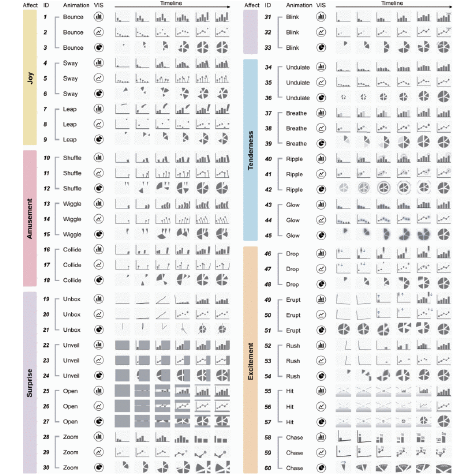 Affect ID Animation VIS Timeline
Joy
1 Bounce
2 Bounce
3 Bounce
4 Sway
5 Sway
6 Sway
7 Leap
8 Leap
9 Leap
Amusement
10 Shuffle
11 Shuffle
12 Shuffle
13 Wiggle
14 Wiggle
15 Wiggle
16 Collide
17 Collide
18 Collide
Surprise
19 Unbox
20 Unbox
21 Unbox
22 Unveil
23 Unveil
24 Unveil
25 Open
26 Open
27 Open
28 Zoom
29 Zoom
30 Zoom
Affect ID Animation VIS Timeline
31 Blink
32 Blink
33 Blink
Tenderness
34 Undulate
35 Undulate
36 Undulate
37 Breathe
38 Breathe
39 Breathe
40 Ripple
41 Ripple
42 Ripple
43 Glow
44 Glow
45 Glow
Excitement
46 Drop
47 Drop
48 Drop
49 Erupt
50 Erupt
51 Erupt
52 Rush
53 Rush
54 Rush
55 Hit
56 Hit
57 Hit
58 Chase
59 Chase
60 Chase